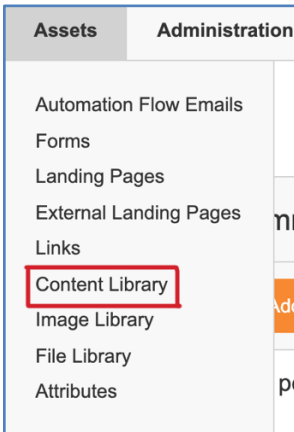 Assets Administration
Automation Flow Emails
Forms
Landing Pages
External Landing Pages
Links
Content Library
Image Library
File Library
Attributes